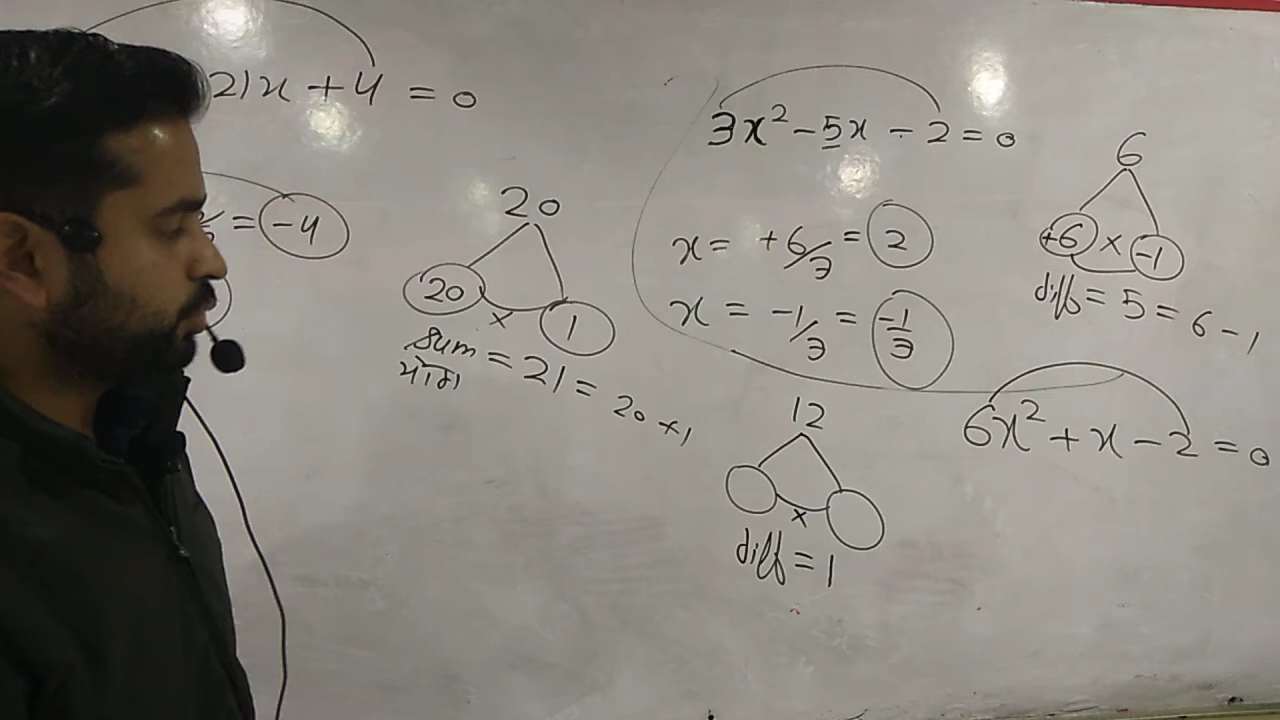 21x + 4 = 0
= -4
20
20 × 1
Sum = 21 = 20 + 1
योग
3x² - 5x - 2 = 0
x = +6/3 = 2
x = -1/3 = -1/3
6
+6 × -1
diff = 5 = 6 - 1
6x² + x - 2 = 0
12
×
diff = 1